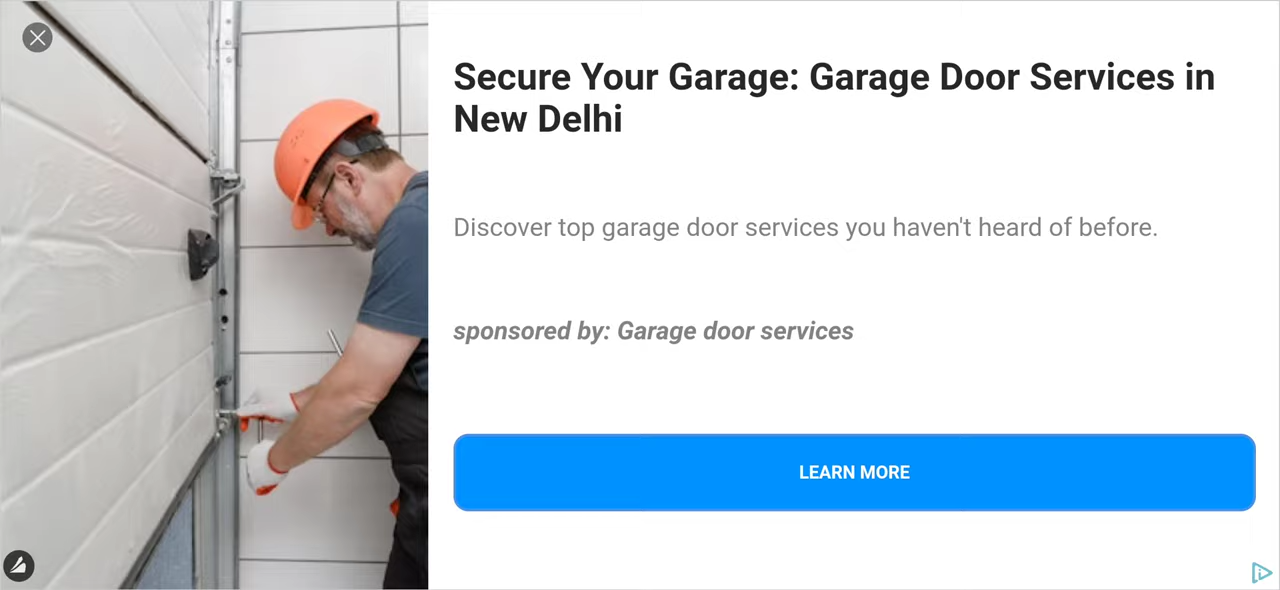 Secure Your Garage: Garage Door Services in
New Delhi
Discover top garage door services you haven't heard of before.
sponsored by: Garage door services
LEARN MORE